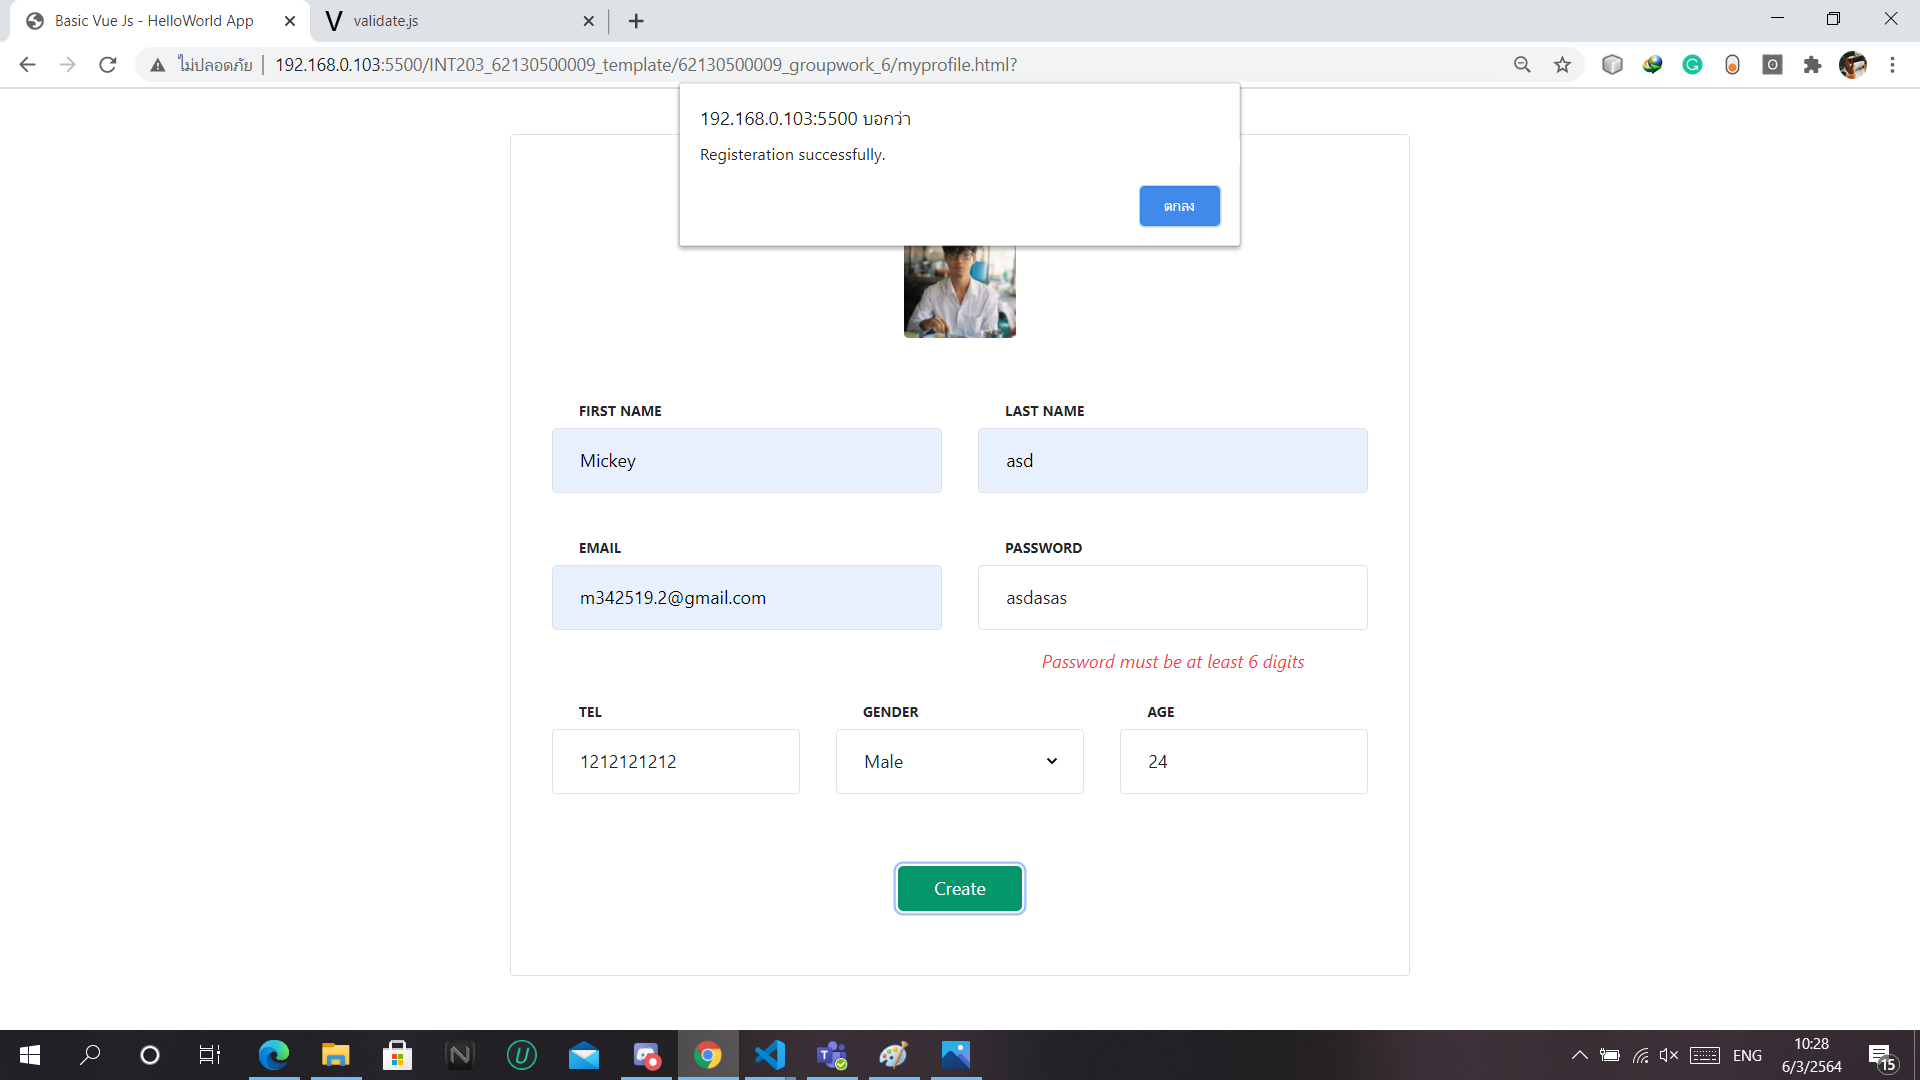 Basic Vue Js - HelloWorld App
validate.js
ไม่ปลอดภัย | 192.168.0.103:5500/INT203_62130500009_template/62130500009_groupwork_6/myprofile.html?
192.168.0.103:5500 บอกว่า
Registeration successfully.
ตกลง
FIRST NAME
LAST NAME
Mickey
asd
EMAIL
PASSWORD
m342519.2@gmail.com
asdasas
Password must be at least 6 digits
TEL
GENDER
AGE
1212121212
Male
24
Create
ENG
10:28
6/3/2564
15